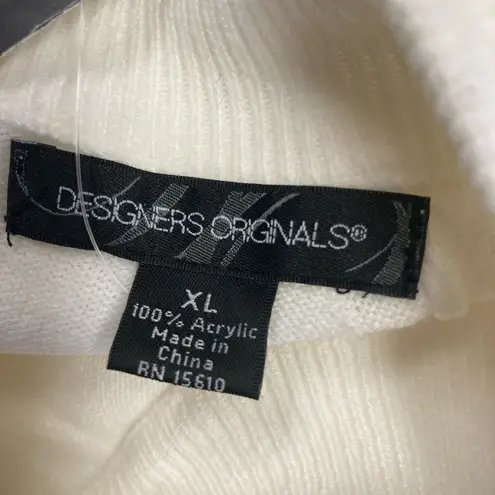 DESIGNERS ORIGINALS®
XL
100% Acrylic
Made in
China
RN 15610